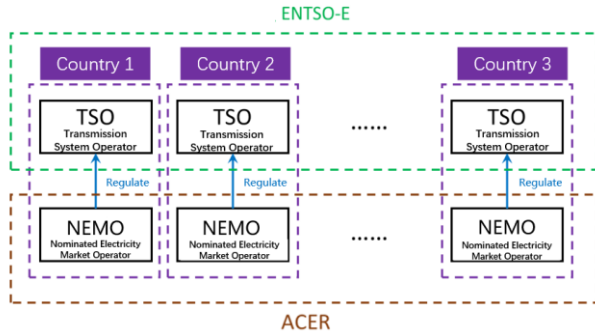 ENTSO-E
Country 1
Country 2
Country 3
TSO
Transmission
System Operator
TSO
Transmission
System Operator
......
TSO
Transmission
System Operator
Regulate
Regulate
Regulate
NEMO
Nominated Electricity
Market Operator
NEMO
Nominated Electricity
Market Operator
......
NEMO
Nominated Electricity
Market Operator
ACER